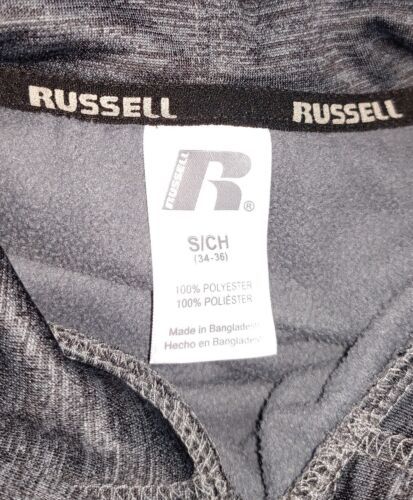 RUSSELL RUSSELL
RUSSELL
R®
S/CH
(34-36)
100% POLYESTER
100% POLIÉSTER
Made in Bangladesh
Hecho en Bangladesh